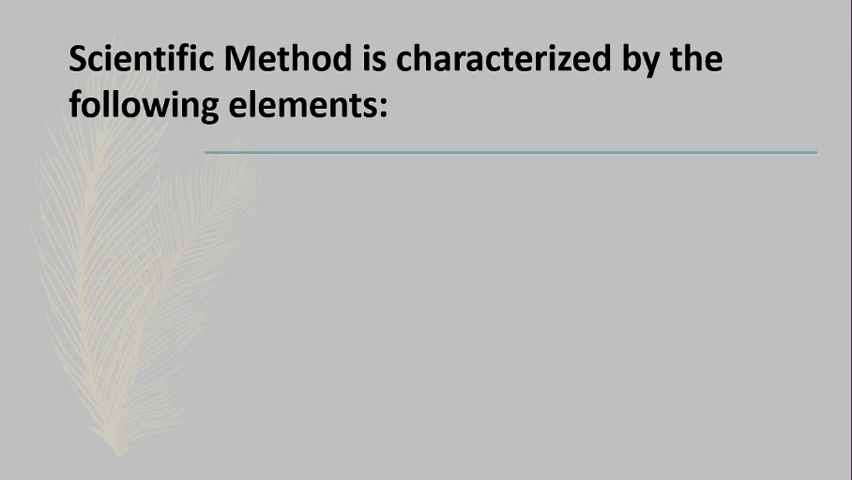 Scientific Method is characterized by the
following elements: